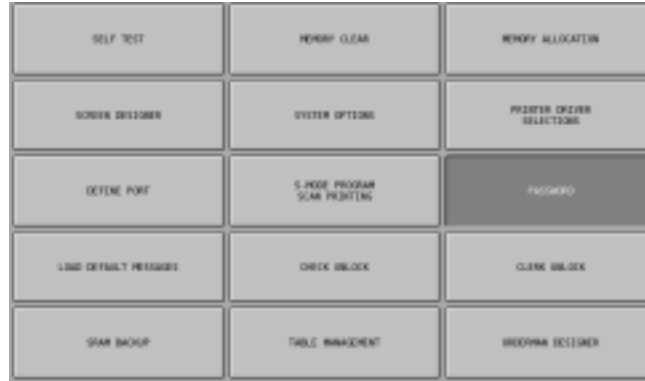 SELF TEST
MEMORY CLEAR
MEMORY ALLOCATION
SCREEN DESIGNER
SYSTEM OPTIONS
PRINTER DRIVER
SELECTIONS
DEFINE PORT
S-MODE PROGRAM
SCAN PRINTING
PASSWORD
LOAD DEFAULT MESSAGES
CHECK UNLOCK
CLERK UNLOCK
SRAM BACKUP
TABLE MANAGEMENT
ORDERMAN DESIGNER